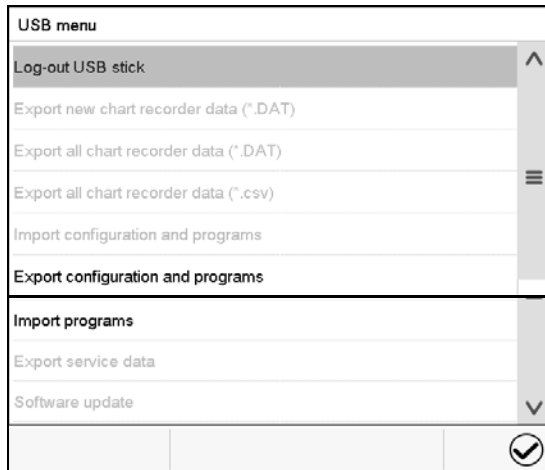 USB menu
Log-out USB stick
Export new chart recorder data (*.DAT)
Export all chart recorder data (*.DAT)
Export all chart recorder data (*.csv)
Import configuration and programs
Export configuration and programs
Import programs
Export service data
Software update